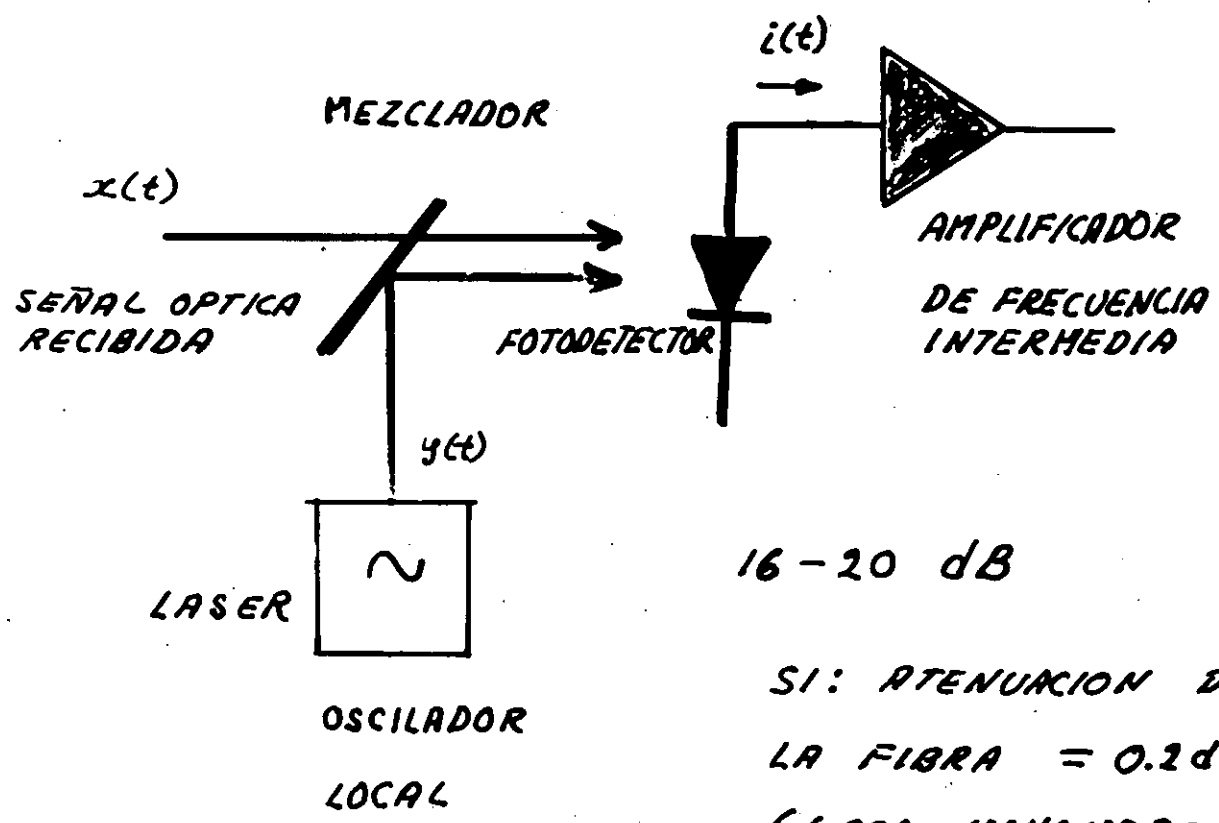 i(t)
MEZCLADOR
x(t)
AMPLIFICADOR
SEÑAL OPTICA
RECIBIDA
FOTODETECTOR
DE FRECUENCIA
INTERMEDIA
y(t)
~
LASER
16-20 dB
SI: ATENUACION
OSCILADOR
LA FIBRA = 0.2d
LOCAL